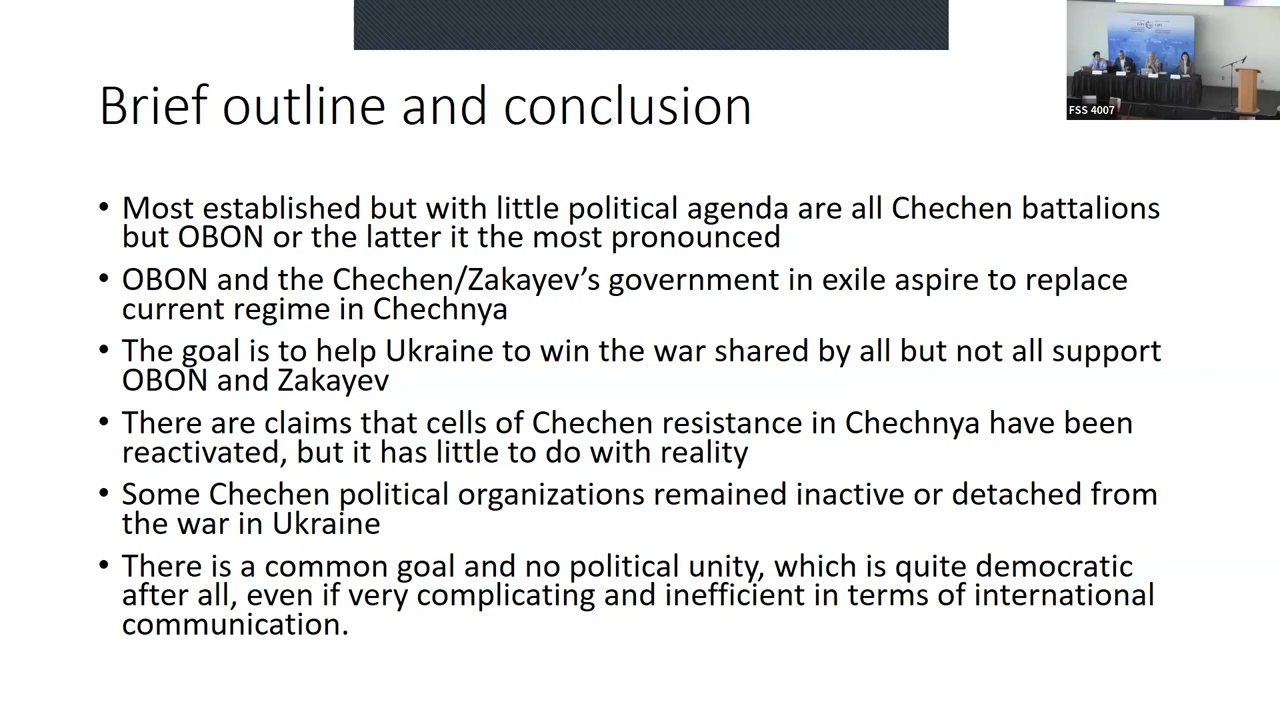 Brief outline and conclusion
FSS 4007
• Most established but with little political agenda are all Chechen battalions
but OBON or the latter it the most pronounced
• OBON and the Chechen/Zakayev’s government in exile aspire to replace
current regime in Chechnya
• The goal is to help Ukraine to win the war shared by all but not all support
OBON and Zakayev
• There are claims that cells of Chechen resistance in Chechnya have been
reactivated, but it has little to do with reality
• Some Chechen political organizations remained inactive or detached from
the war in Ukraine
• There is a common goal and no political unity, which is quite democratic
after all, even if very complicating and inefficient in terms of international
communication.